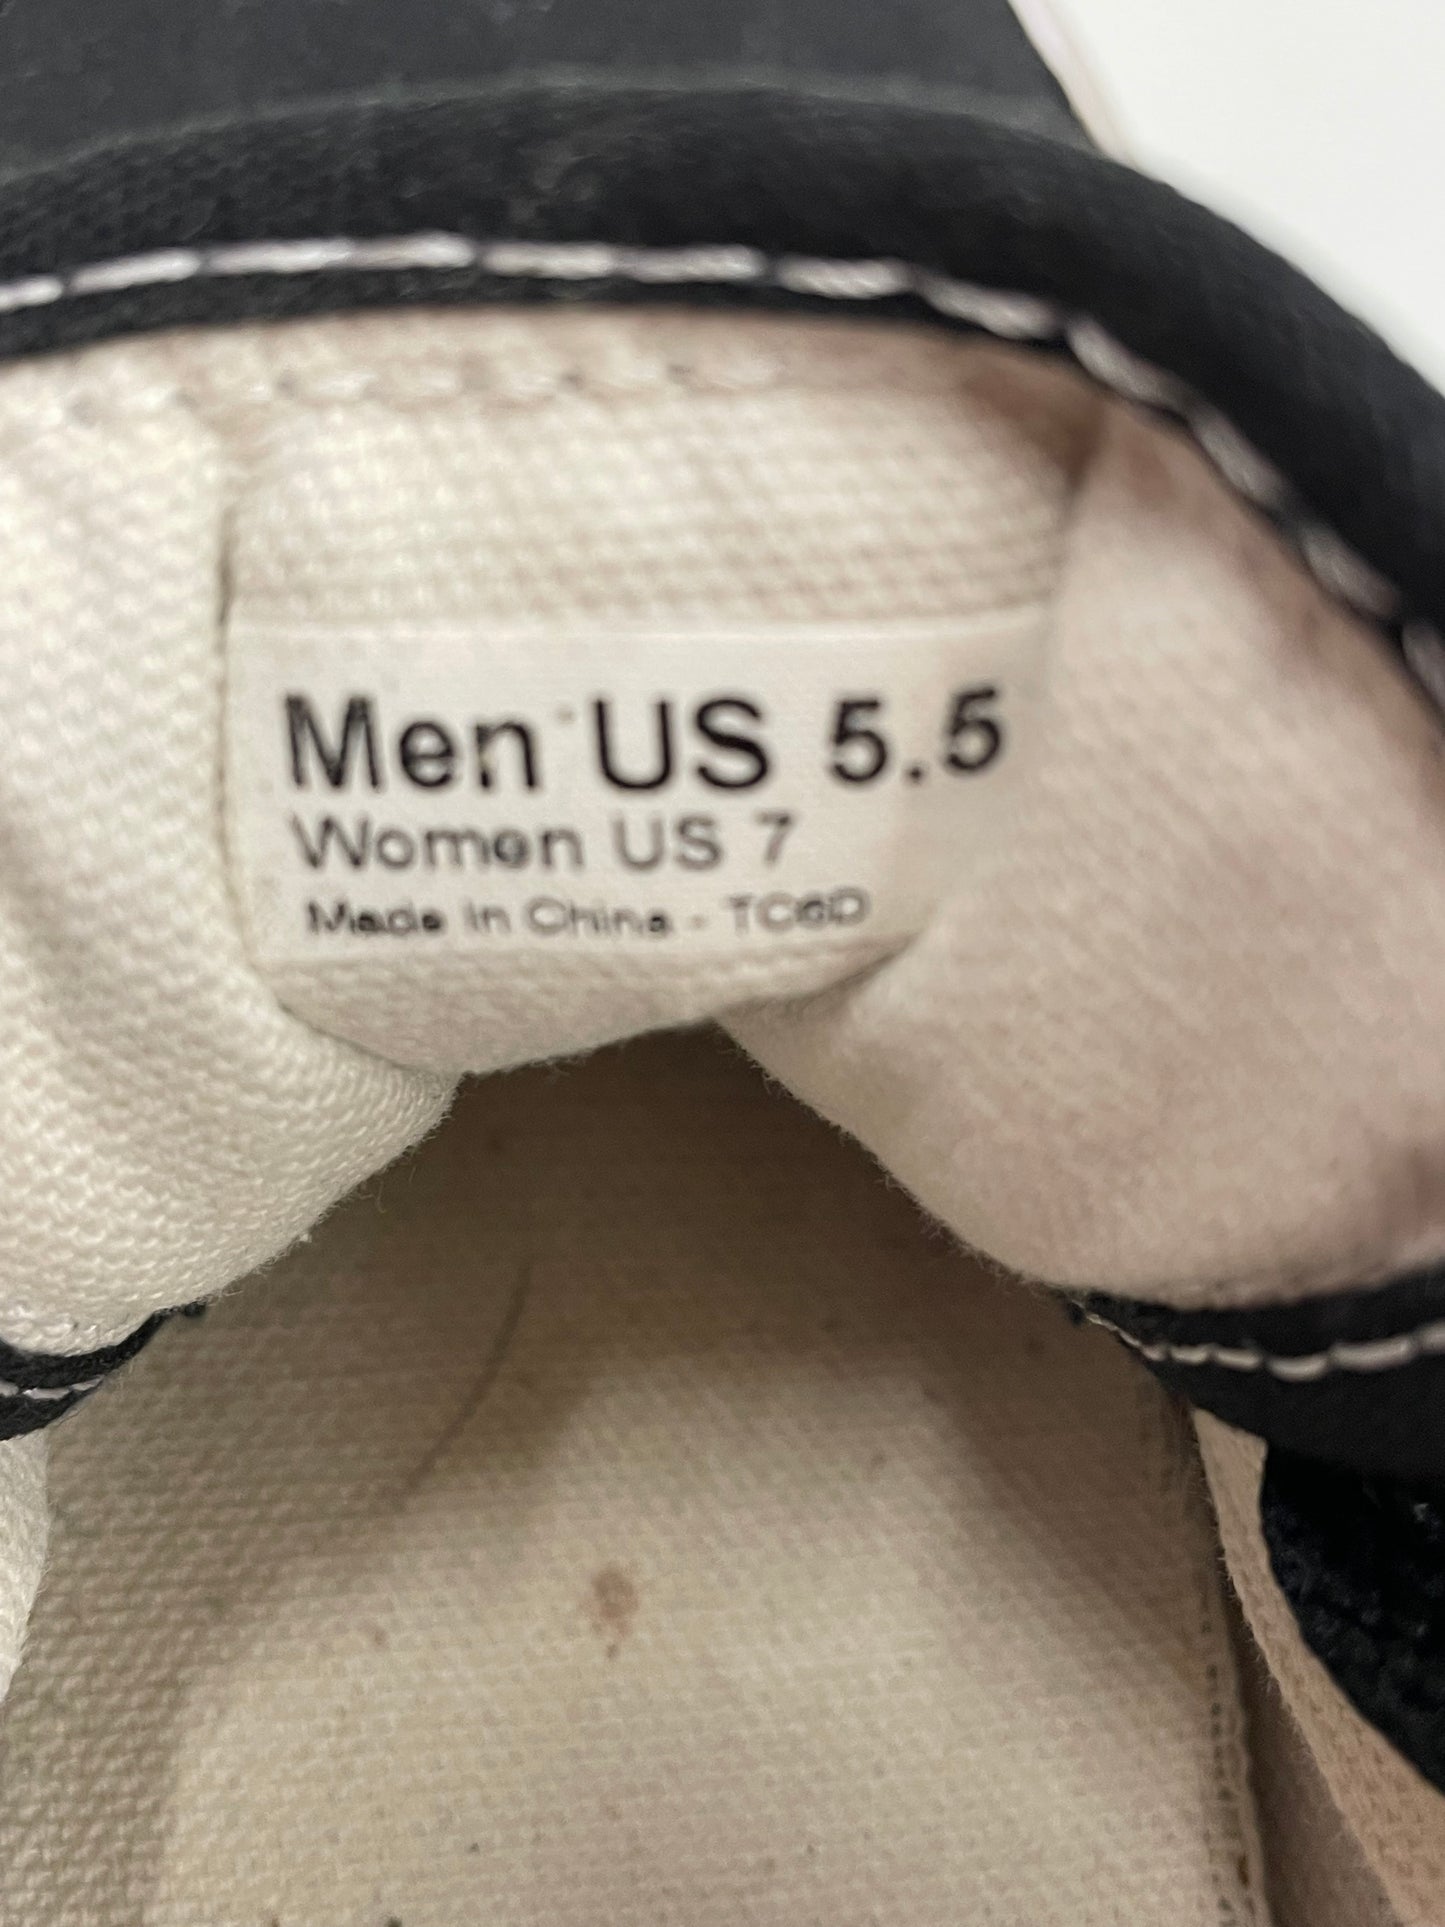 Men US 5.5
Women US 7
Made in China - TC6D